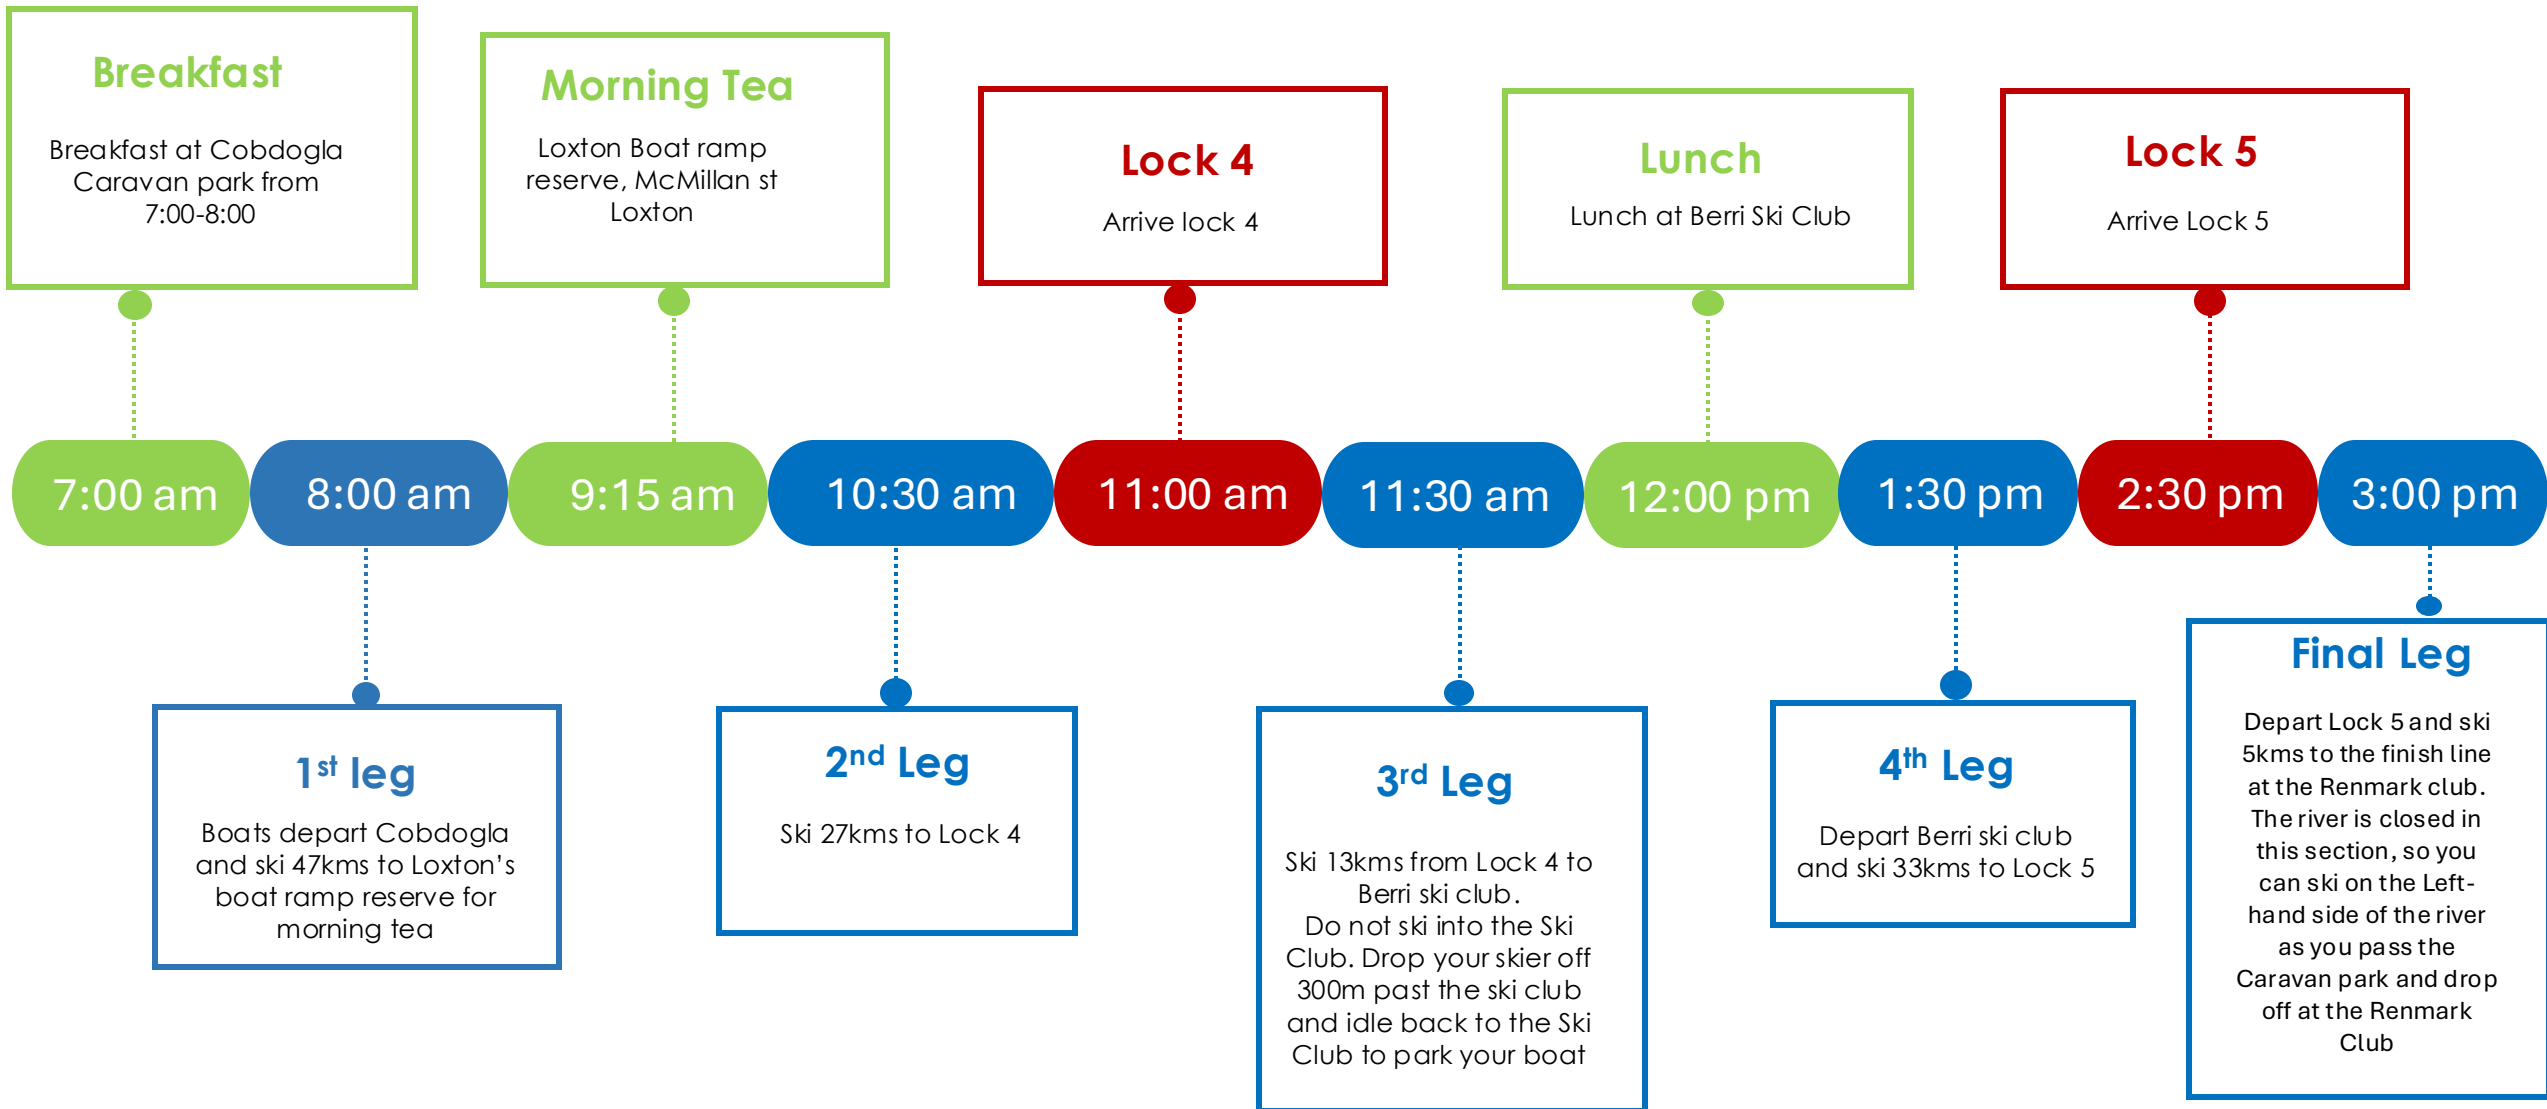 Breakfast
Breakfast at Cobdogla
Caravan park from
7:00-8:00
Morning Tea
Loxton Boat ramp
reserve, McMillan st
Loxton
Lock 4
Arrive lock 4
Lunch
Lunch at Berri Ski Club
Lock 5
Arrive Lock 5
7:00 am
8:00 am
9:15 am
10:30 am
11:00 am
11:30 am
12:00 pm
1:30 pm
2:30 pm
3:00 pm
1st leg
Boats depart Cobdogla
and ski 47kms to Loxton’s
boat ramp reserve for
morning tea
2nd Leg
Ski 27kms to Lock 4
3rd Leg
Ski 13kms from Lock 4 to
Berri ski club.
Do not ski into the Ski
Club. Drop your skier off
300m past the ski club
and idle back to the Ski
Club to park your boat
4th Leg
Depart Berri ski club
and ski 33kms to Lock 5
Final Leg
Depart Lock 5 and ski
5kms to the finish line
at the Renmark club.
The river is closed in
this section, so you
can ski on the Left-
hand side of the river
as you pass the
Caravan park and drop
off at the Renmark
Club